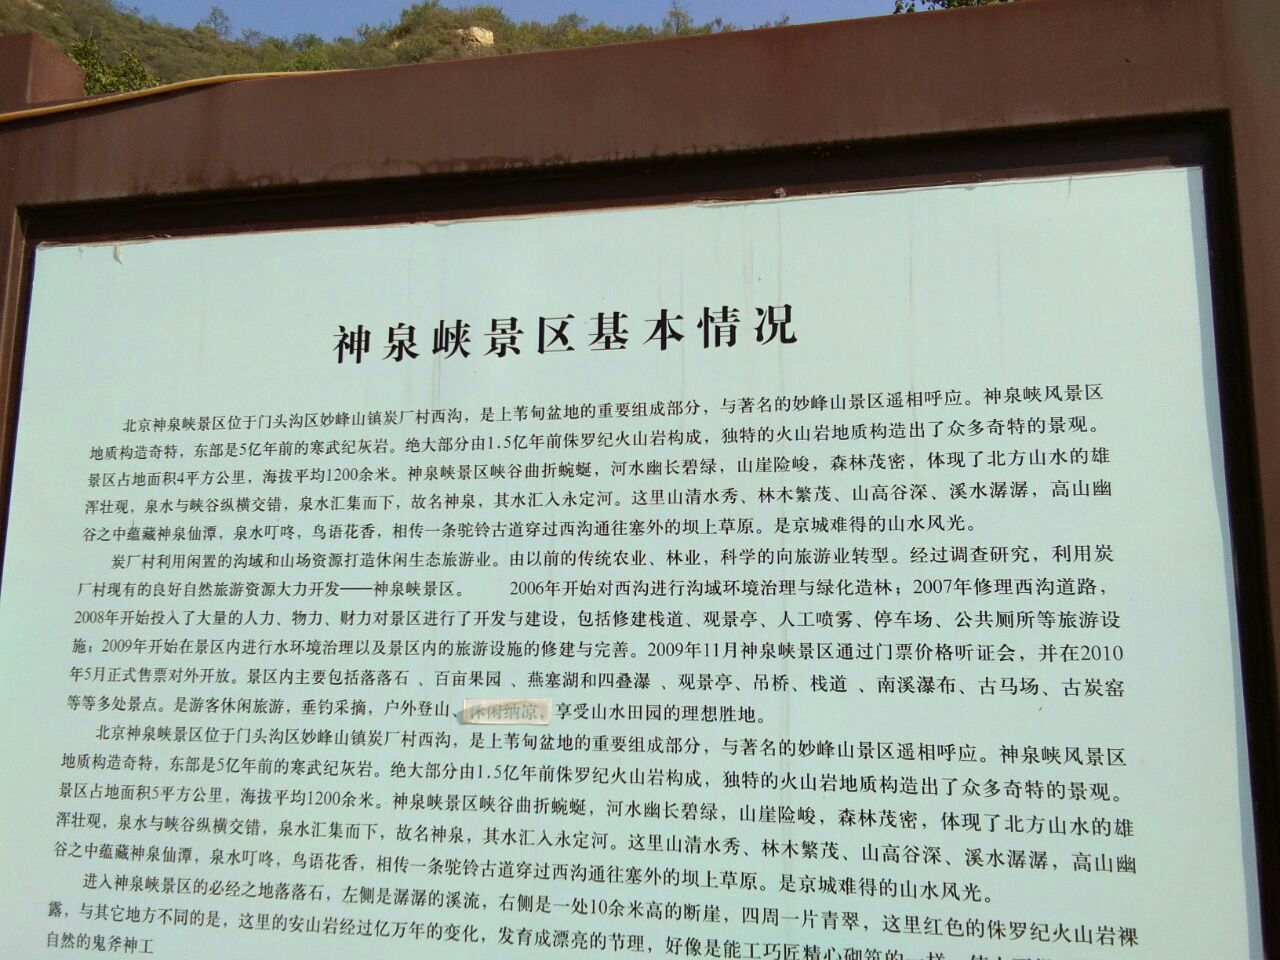 神泉峡景区基本情况
北京神泉峡景区位于门头沟区妙峰山镇炭厂村西沟，是上苇甸盆地的重要组成部分，与著名的妙峰山景区遥相呼应。神泉峡风景区
地质构造奇特，东部是5亿年前的寒武纪灰岩。绝大部分由1.5亿年前侏罗纪火山岩构成，独特的火山岩地质构造出了众多奇特的景观。
景区占地面积4平方公里，海拔平均1200余米。神泉峡景区峡谷曲折蜿蜒，河水幽长碧绿，山崖险峻，森林茂密，体现了北方山水的雄
浑壮观，泉水与峡谷纵横交错，泉水汇集而下，故名神泉，其水汇入永定河。这里山清水秀、林木繁茂、山高谷深、溪水潺潺，高山幽
谷之中蕴藏神泉仙潭，泉水叮咚，鸟语花香，相传一条驼铃古道穿过西沟通往塞外的坝上草原。是京城难得的山水风光。
炭厂村利用闲置的沟域和山场资源打造休闲生态旅游业。由以前的传统农业、林业，科学的向旅游业转型。经过调查研究，利用炭
厂村现有的良好自然旅游资源大力开发——神泉峡景区。 2006年开始对西沟进行沟域环境治理与绿化造林；2007年修理西沟道路，
2008年开始投入了大量的人力、物力、财力对景区进行了开发与建设，包括修建栈道、观景亭、人工喷雾、停车场、公共厕所等旅游设
施；2009年开始在景区内进行水环境治理以及景区内的旅游设施的修建与完善。2009年11月神泉峡景区通过门票价格听证会，并在2010
年5月正式售票对外开放。景区内主要包括落落石 、百亩果园 、燕塞湖和四叠瀑 、观景亭、吊桥、栈道 、南溪瀑布、古马场、古炭窑
等等多处景点。是游客休闲旅游，垂钓采摘，户外登山、休闲纳凉，享受山水田园的理想胜地。
北京神泉峡景区位于门头沟区妙峰山镇炭厂村西沟，是上苇甸盆地的重要组成部分，与著名的妙峰山景区遥相呼应。神泉峡风景区
地质构造奇特，东部是5亿年前的寒武纪灰岩。绝大部分由1.5亿年前侏罗纪火山岩构成，独特的火山岩地质构造出了众多奇特的景观。
景区占地面积5平方公里，海拔平均1200余米。神泉峡景区峡谷曲折蜿蜒，河水幽长碧绿，山崖险峻，森林茂密，体现了北方山水的雄
浑壮观，泉水与峡谷纵横交错，泉水汇集而下，故名神泉，其水汇入永定河。这里山清水秀、林木繁茂、山高谷深、溪水潺潺，高山幽
谷之中蕴藏神泉仙潭，泉水叮咚，鸟语花香，相传一条驼铃古道穿过西沟通往塞外的坝上草原。是京城难得的山水风光。
进入神泉峡景区的必经之地落落石，左侧是潺潺的溪流，右侧是一处10余米高的断崖，四周一片青翠，这里红色的侏罗纪火山岩裸
露，与其它地方不同的是，这里的安山岩经过亿万年的变化，发育成漂亮的节理，好像是能工巧匠精心砌筑的一样
自然的鬼斧神工